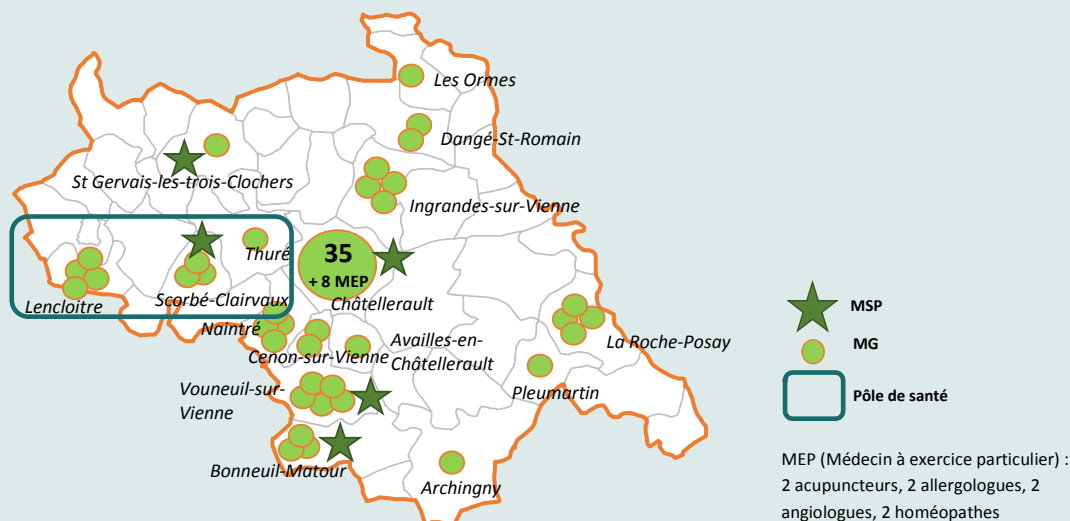 Les Ormes
Dangé-St-Romain
St Gervais-les-trois-Clochers
Ingrandes-sur-Vienne
Thuré
35
+ 8 MEP
Châtellerault
Lencloitre
Scorbé-Clairvaux
Naintré
Cenon-sur-Vienne
Availles-en-
Châtellerault
La Roche-Posay
Pleumartin
Vouneuil-sur-
Vienne
Bonneuil-Matour
Archingny
MSP
MG
Pôle de santé
MEP (Médecin à exercice particulier) :
2 acupuncteurs, 2 allergologues, 2
angiologues, 2 homéopathes